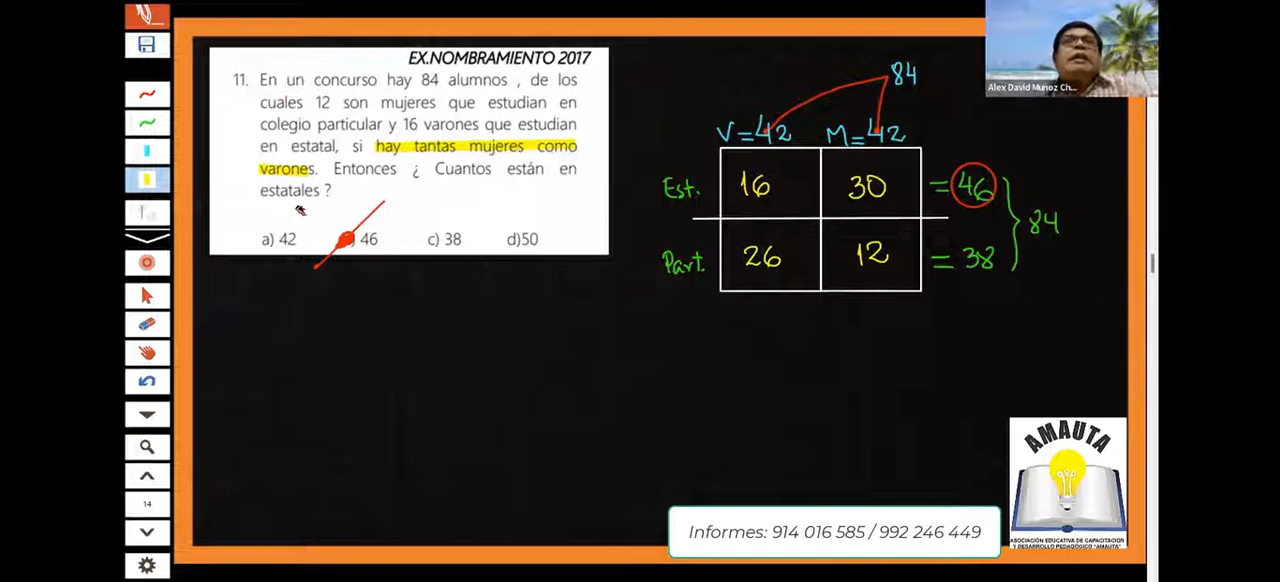 EX.NOMBRAMIENTO 2017
11. En un concurso hay 84 alumnos , de los
cuales 12 son mujeres que estudian en
colegio particular y 16 varones que estudian
en estatal, si hay tantas mujeres como
varones. Entonces ¿ Cuantos están en
estatales ?
a) 42 ) 46 c) 38 d)50
84
V = 42 M = 42
Est. 16 30 = 46
84
Part. 26 12 = 38
Alex David Munoz Ch...
14
AMAUTA
ASOCIACIÓN EDUCATIVA DE CAPACITACIÓN
Y DESARROLLO PEDAGÓGICO "AMAUTA"
Informes: 914 016 585 / 992 246 449